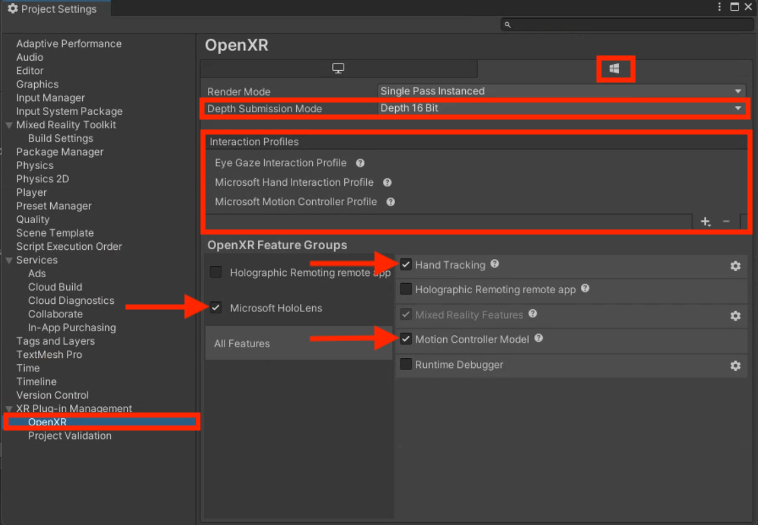 Project Settings
Adaptive Performance
Audio
Editor
Graphics
Input Manager
Input System Package
Mixed Reality Toolkit
Build Settings
Package Manager
Physics
Physics 2D
Player
Preset Manager
Quality
Scene Template
Script Execution Order
Services
Ads
Cloud Build
Cloud Diagnostics
Collaborate
In-App Purchasing
Tags and Layers
TextMesh Pro
Time
Timeline
Version Control
XR Plug-in Management
OpenXR
Project Validation
OpenXR
Render Mode Single Pass Instanced
Depth Submission Mode Depth 16 Bit
Interaction Profiles
Eye Gaze Interaction Profile
Microsoft Hand Interaction Profile
Microsoft Motion Controller Profile
OpenXR Feature Groups
Holographic Remoting remote app
Microsoft HoloLens
All Features
Hand Tracking
Holographic Remoting remote app
Mixed Reality Features
Motion Controller Model
Runtime Debugger